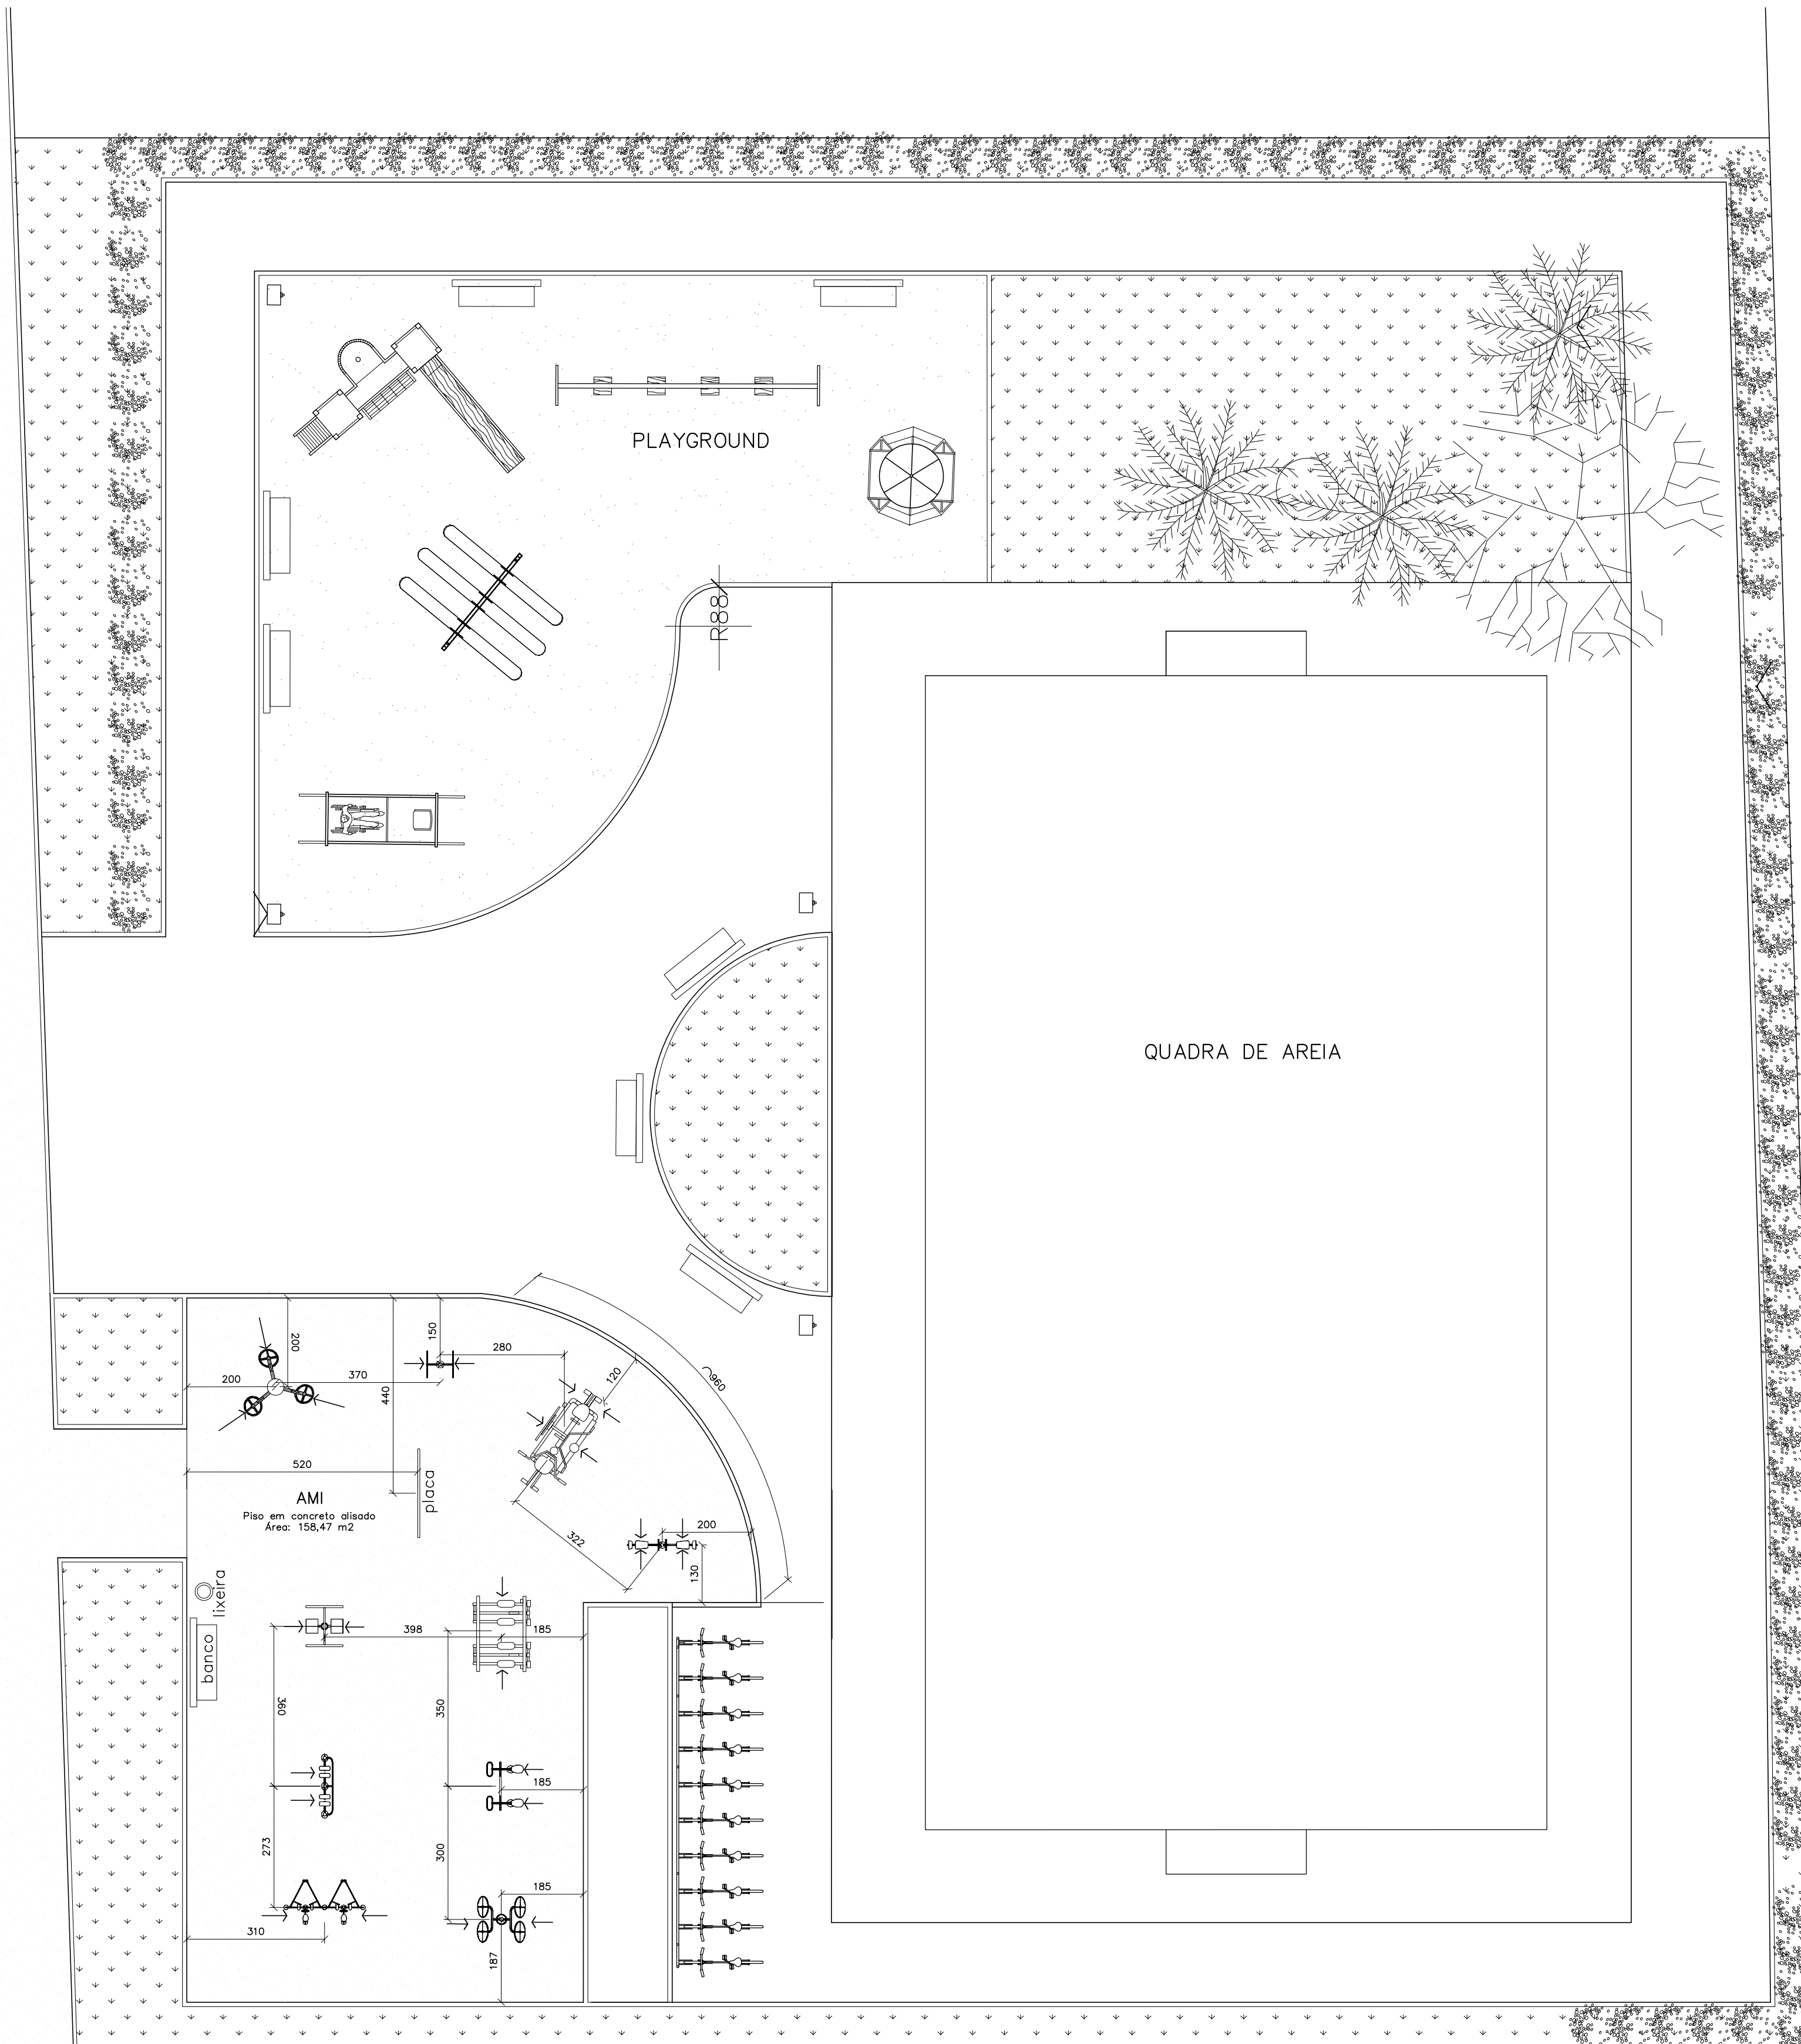 PLAYGROUND
R88
QUADRA DE AREIA
200
150
280
200
370
440
120
960
520
placa
AMI
Piso em concreto alisado
Área: 158,47 m2
322
200
130
lixeira
banco
398
185
360
350
185
273
300
185
310
187